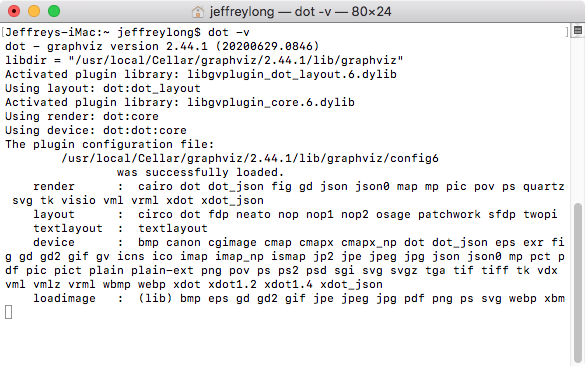 jeffreylong — dot -v — 80×24
[Jeffreys-iMac:~ jeffreylong$ dot -v ]
dot - graphviz version 2.44.1 (20200629.0846)
libdir = "/usr/local/Cellar/graphviz/2.44.1/lib/graphviz"
Activated plugin library: libgvplugin_dot_layout.6.dylib
Using layout: dot:dot_layout
Activated plugin library: libgvplugin_core.6.dylib
Using render: dot:core
Using device: dot:dot:core
The plugin configuration file:
/usr/local/Cellar/graphviz/2.44.1/lib/graphviz/config6
was successfully loaded.
render : cairo dot dot_json fig gd json json0 map mp pic pov ps quartz
svg tk visio vml vrml xdot xdot_json
layout : circo dot fdp neato nop nop1 nop2 osage patchwork sfdp twopi
textlayout : textlayout
device : bmp canon cgimage cmap cmapx cmapx_np dot dot_json eps exr fi
g gd gd2 gif gv icns ico imap imap_np ismap jp2 jpe jpeg jpg json json0 mp pct p
df pic pict plain plain-ext png pov ps ps2 psd sgi svg svgz tga tif tiff tk vdx
vml vmlz vrml wbmp webp xdot xdot1.2 xdot1.4 xdot_json
loadimage : (lib) bmp eps gd gd2 gif jpe jpeg jpg pdf png ps svg webp xbm